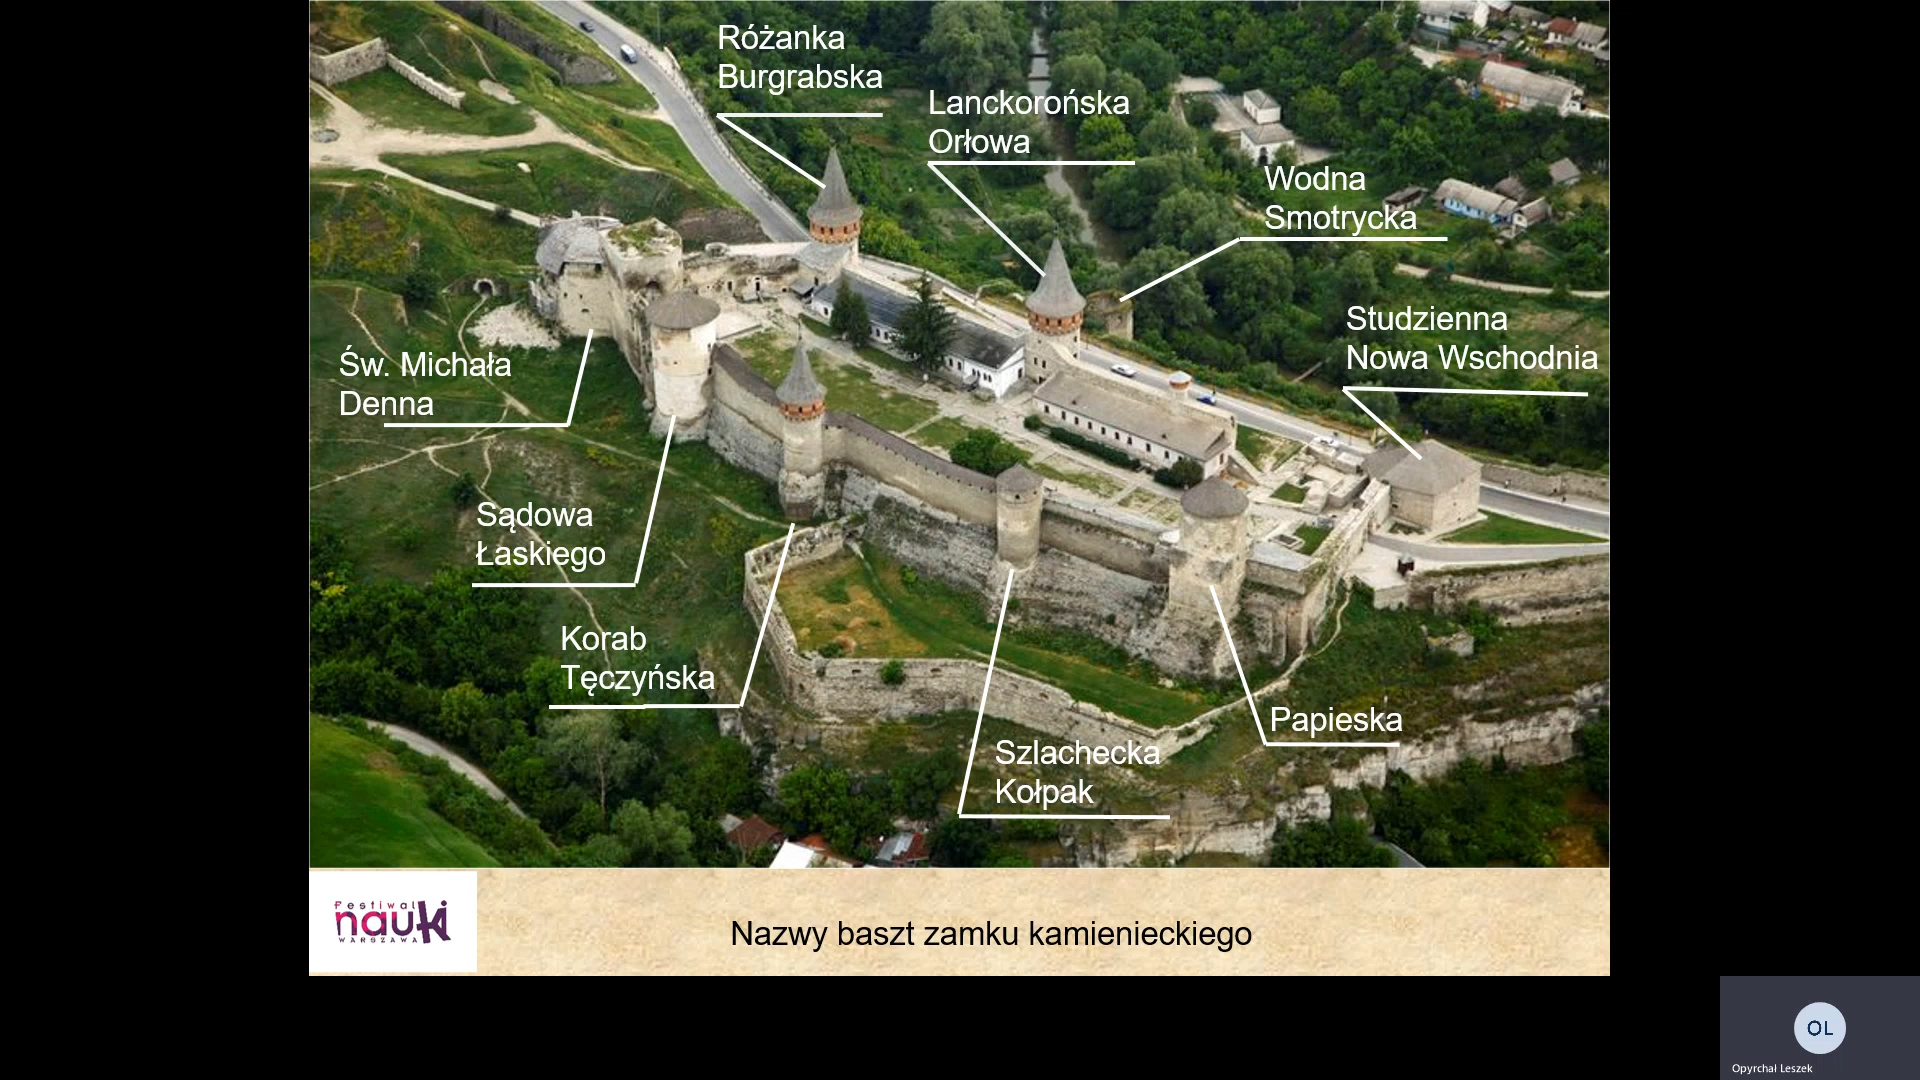 Różanka
Burgrabska
Lanckorońska
Orłowa
Wodna
Smotrycka
Studzienna
Nowa Wschodnia
Św. Michała
Denna
Sądowa
Łaskiego
Korab
Tęczyńska
Szlachecka
Kołpak
Papieska
Festiwal
nauki
WARSZAWA
Nazwy baszt zamku kamienieckiego
OL
Opyrchał Leszek